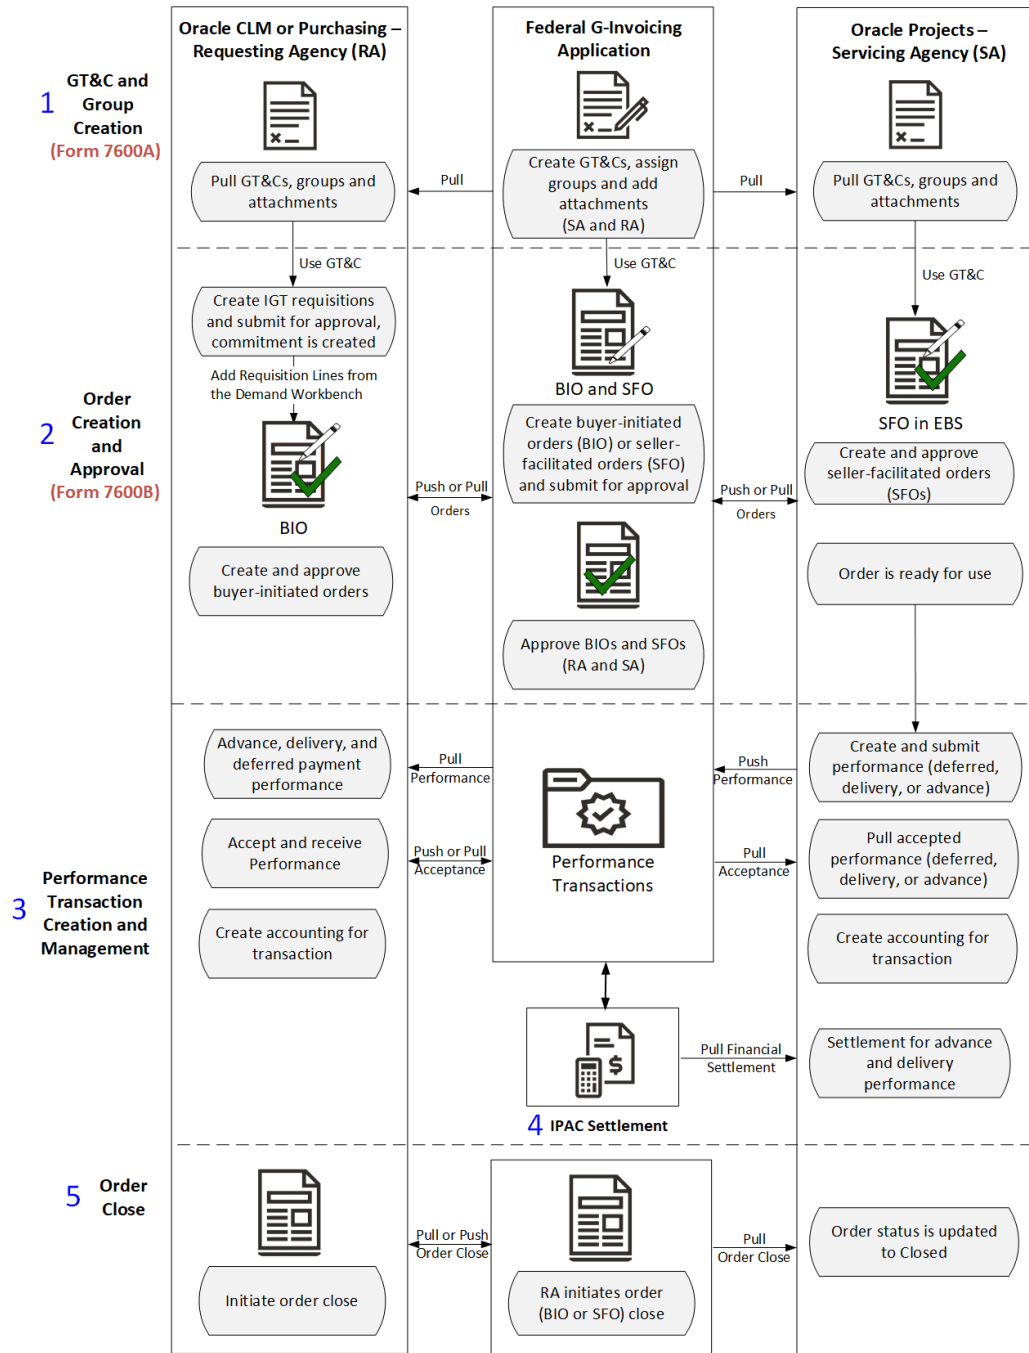 Oracle CLM or Purchasing –
Requesting Agency (RA)
Federal G-Invoicing
Application
Oracle Projects –
Servicing Agency (SA)
1
GT&C and
Group
Creation
(Form 7600A)
Pull GT&Cs, groups and
attachments
Pull
Create GT&Cs, assign
groups and add
attachments
(SA and RA)
Pull
Pull GT&Cs, groups and
attachments
Use GT&C
Use GT&C
Use GT&C
2
Order
Creation
and
Approval
(Form 7600B)
Create IGT requisitions
and submit for approval,
commitment is created
Add Requisition Lines from
the Demand Workbench
BIO
Create and approve
buyer-initiated orders
Push or Pull
Orders
BIO and SFO
Create buyer-initiated
orders (BIO) or seller-
facilitated orders (SFO)
and submit for approval
Approve BIOs and SFOs
(RA and SA)
Push or Pull
Orders
SFO in EBS
Create and approve
seller-facilitated orders
(SFOs)
Order is ready for use
3
Performance
Transaction
Creation and
Management
Advance, delivery, and
deferred payment
performance
Pull
Performance
Accept and receive
Performance
Push or Pull
Acceptance
Create accounting for
transaction
Performance
Transactions
Push
Performance
Create and submit
performance (deferred,
delivery, or advance)
Pull
Acceptance
Pull accepted
performance (deferred,
delivery, or advance)
Create accounting for
transaction
$
4 IPAC Settlement
Pull Financial
Settlement
Settlement for advance
and delivery
performance
5
Order
Close
Initiate order close
Pull or Push
Order Close
RA initiates order
(BIO or SFO) close
Pull
Order Close
Order status is updated
to Closed